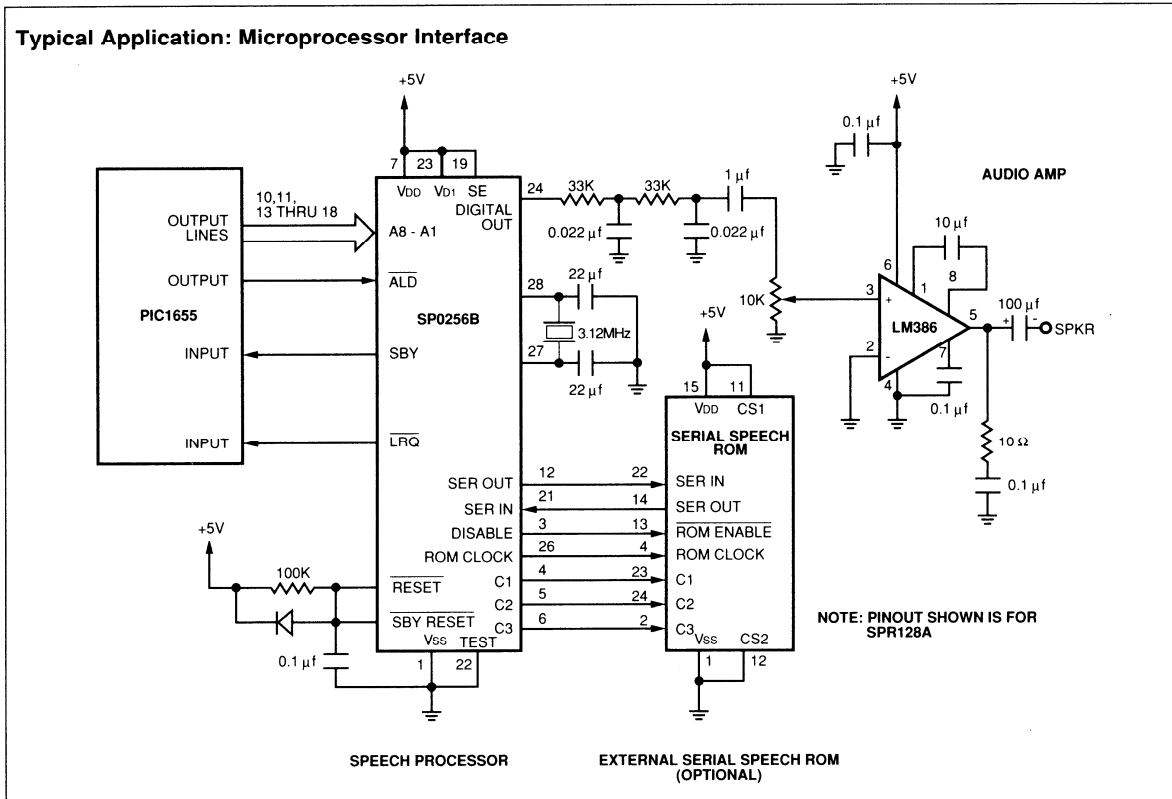 Typical Application: Microprocessor Interface
+5V
7 23 19
VDD VD1 SE
DIGITAL OUT
24
33K
33K
1 μf
0.022 μf
0.022 μf
10K
+5V
0.1 μf
AUDIO AMP
10 μf
6
1
8
3
+
LM386
5
100 μf
+ -
SPKR
2
-
4
7
0.1 μf
10 Ω
0.1 μf
OUTPUT LINES
10,11,
13 THRU 18
A8 - A1
OUTPUT
ALD
PIC1655
SP0256B
INPUT
SBY
INPUT
LRQ
28
22 μf
3.12MHz
27
22 μf
+5V
15 11
VDD CS1
SERIAL SPEECH
ROM
SER OUT 12 22 SER IN
SER IN 21 14 SER OUT
DISABLE 3 13 ROM ENABLE
ROM CLOCK 26 4 ROM CLOCK
C1 4 23 C1
C2 5 24 C2
C3 6 2 C3
+5V
100K
RESET
SBY RESET
0.1 μf
VSS TEST
1 22
VSS CS2
1 12
NOTE: PINOUT SHOWN IS FOR
SPR128A
SPEECH PROCESSOR
EXTERNAL SERIAL SPEECH ROM
(OPTIONAL)